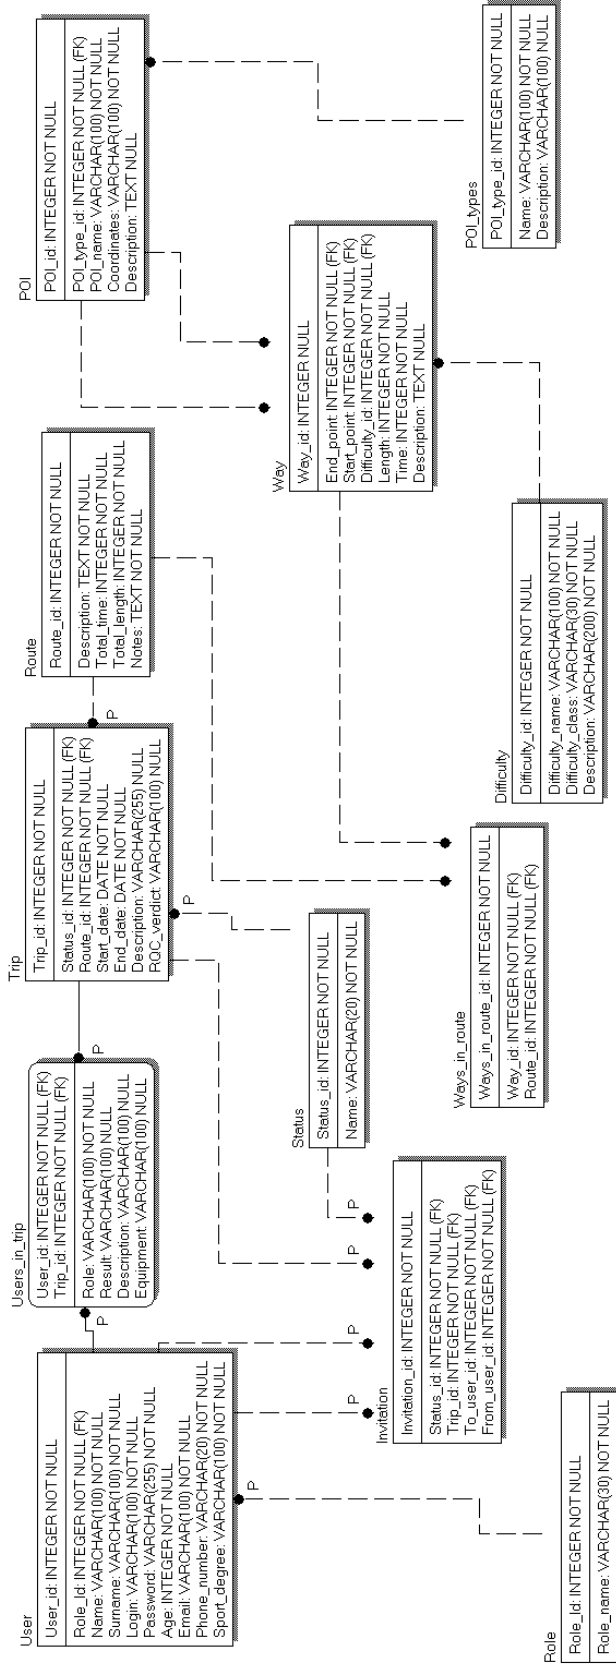 User
User_id: INTEGER NOT NULL
Role_Id: INTEGER NOT NULL (FK)
Name: VARCHAR(100) NOT NULL
Surname: VARCHAR(100) NOT NULL
Login: VARCHAR(100) NOT NULL
Password: VARCHAR(255) NOT NULL
Age: INTEGER NOT NULL
Email: VARCHAR(100) NOT NULL
Phone_number: VARCHAR(20) NOT NULL
Sport_degree: VARCHAR(100) NOT NULL
P
Users_in_trip
User_id: INTEGER NOT NULL (FK)
Trip_id: INTEGER NOT NULL (FK)
Role: VARCHAR(100) NOT NULL
Result: VARCHAR(100) NULL
Description: VARCHAR(100) NULL
Equipment: VARCHAR(100) NULL
P
P
Trip
Trip_id: INTEGER NOT NULL
Status_id: INTEGER NOT NULL (FK)
Route_id: INTEGER NOT NULL (FK)
Start_date: DATE NOT NULL
End_date: DATE NOT NULL
Description: VARCHAR(255) NULL
RQC_verdict: VARCHAR(100) NULL
P
P
Route
Route_id: INTEGER NOT NULL
Description: TEXT NOT NULL
Total_time: INTEGER NOT NULL
Total_length: INTEGER NOT NULL
Notes: TEXT NOT NULL
POI
POI_id: INTEGER NOT NULL
POI_type_id: INTEGER NOT NULL (FK)
POI_name: VARCHAR(100) NOT NULL
Coordinates: VARCHAR(100) NOT NULL
Description: TEXT NULL
Way
Way_id: INTEGER NULL
End_point: INTEGER NOT NULL (FK)
Start_point: INTEGER NOT NULL (FK)
Difficulty_id: INTEGER NOT NULL (FK)
Length: INTEGER NOT NULL
Time: INTEGER NOT NULL
Description: TEXT NULL
Status
Status_id: INTEGER NOT NULL
Name: VARCHAR(20) NOT NULL
P
P
P
P
Invitation
Invitation_id: INTEGER NOT NULL
Status_id: INTEGER NOT NULL (FK)
Trip_id: INTEGER NOT NULL (FK)
To_user_id: INTEGER NOT NULL (FK)
From_user_id: INTEGER NOT NULL (FK)
Ways_in_route
Ways_in_route_id: INTEGER NOT NULL
Way_id: INTEGER NOT NULL (FK)
Route_id: INTEGER NOT NULL (FK)
Difficulty
Difficulty_id: INTEGER NOT NULL
Difficulty_name: VARCHAR(100) NOT NULL
Difficulty_class: VARCHAR(30) NOT NULL
Description: VARCHAR(200) NOT NULL
POI_types
POI_type_id: INTEGER NOT NULL
Name: VARCHAR(100) NOT NULL
Description: VARCHAR(100) NULL
Role
Role_Id: INTEGER NOT NULL
Role_name: VARCHAR(30) NOT NULL